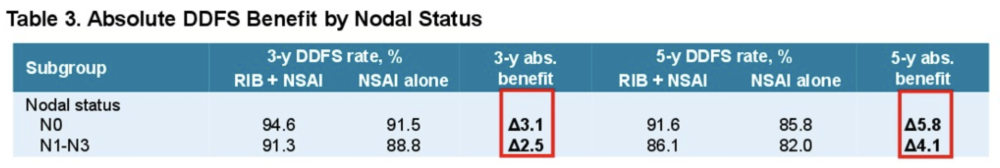 Table 3. Absolute DDFS Benefit by Nodal Status
Subgroup 3-y DDFS rate, % 3-y abs. benefit 5-y DDFS rate, % 5-y abs. benefit
RIB + NSAI NSAI alone RIB + NSAI NSAI alone
Nodal status
N0 94.6 91.5 Δ3.1 91.6 85.8 Δ5.8
N1-N3 91.3 88.8 Δ2.5 86.1 82.0 Δ4.1